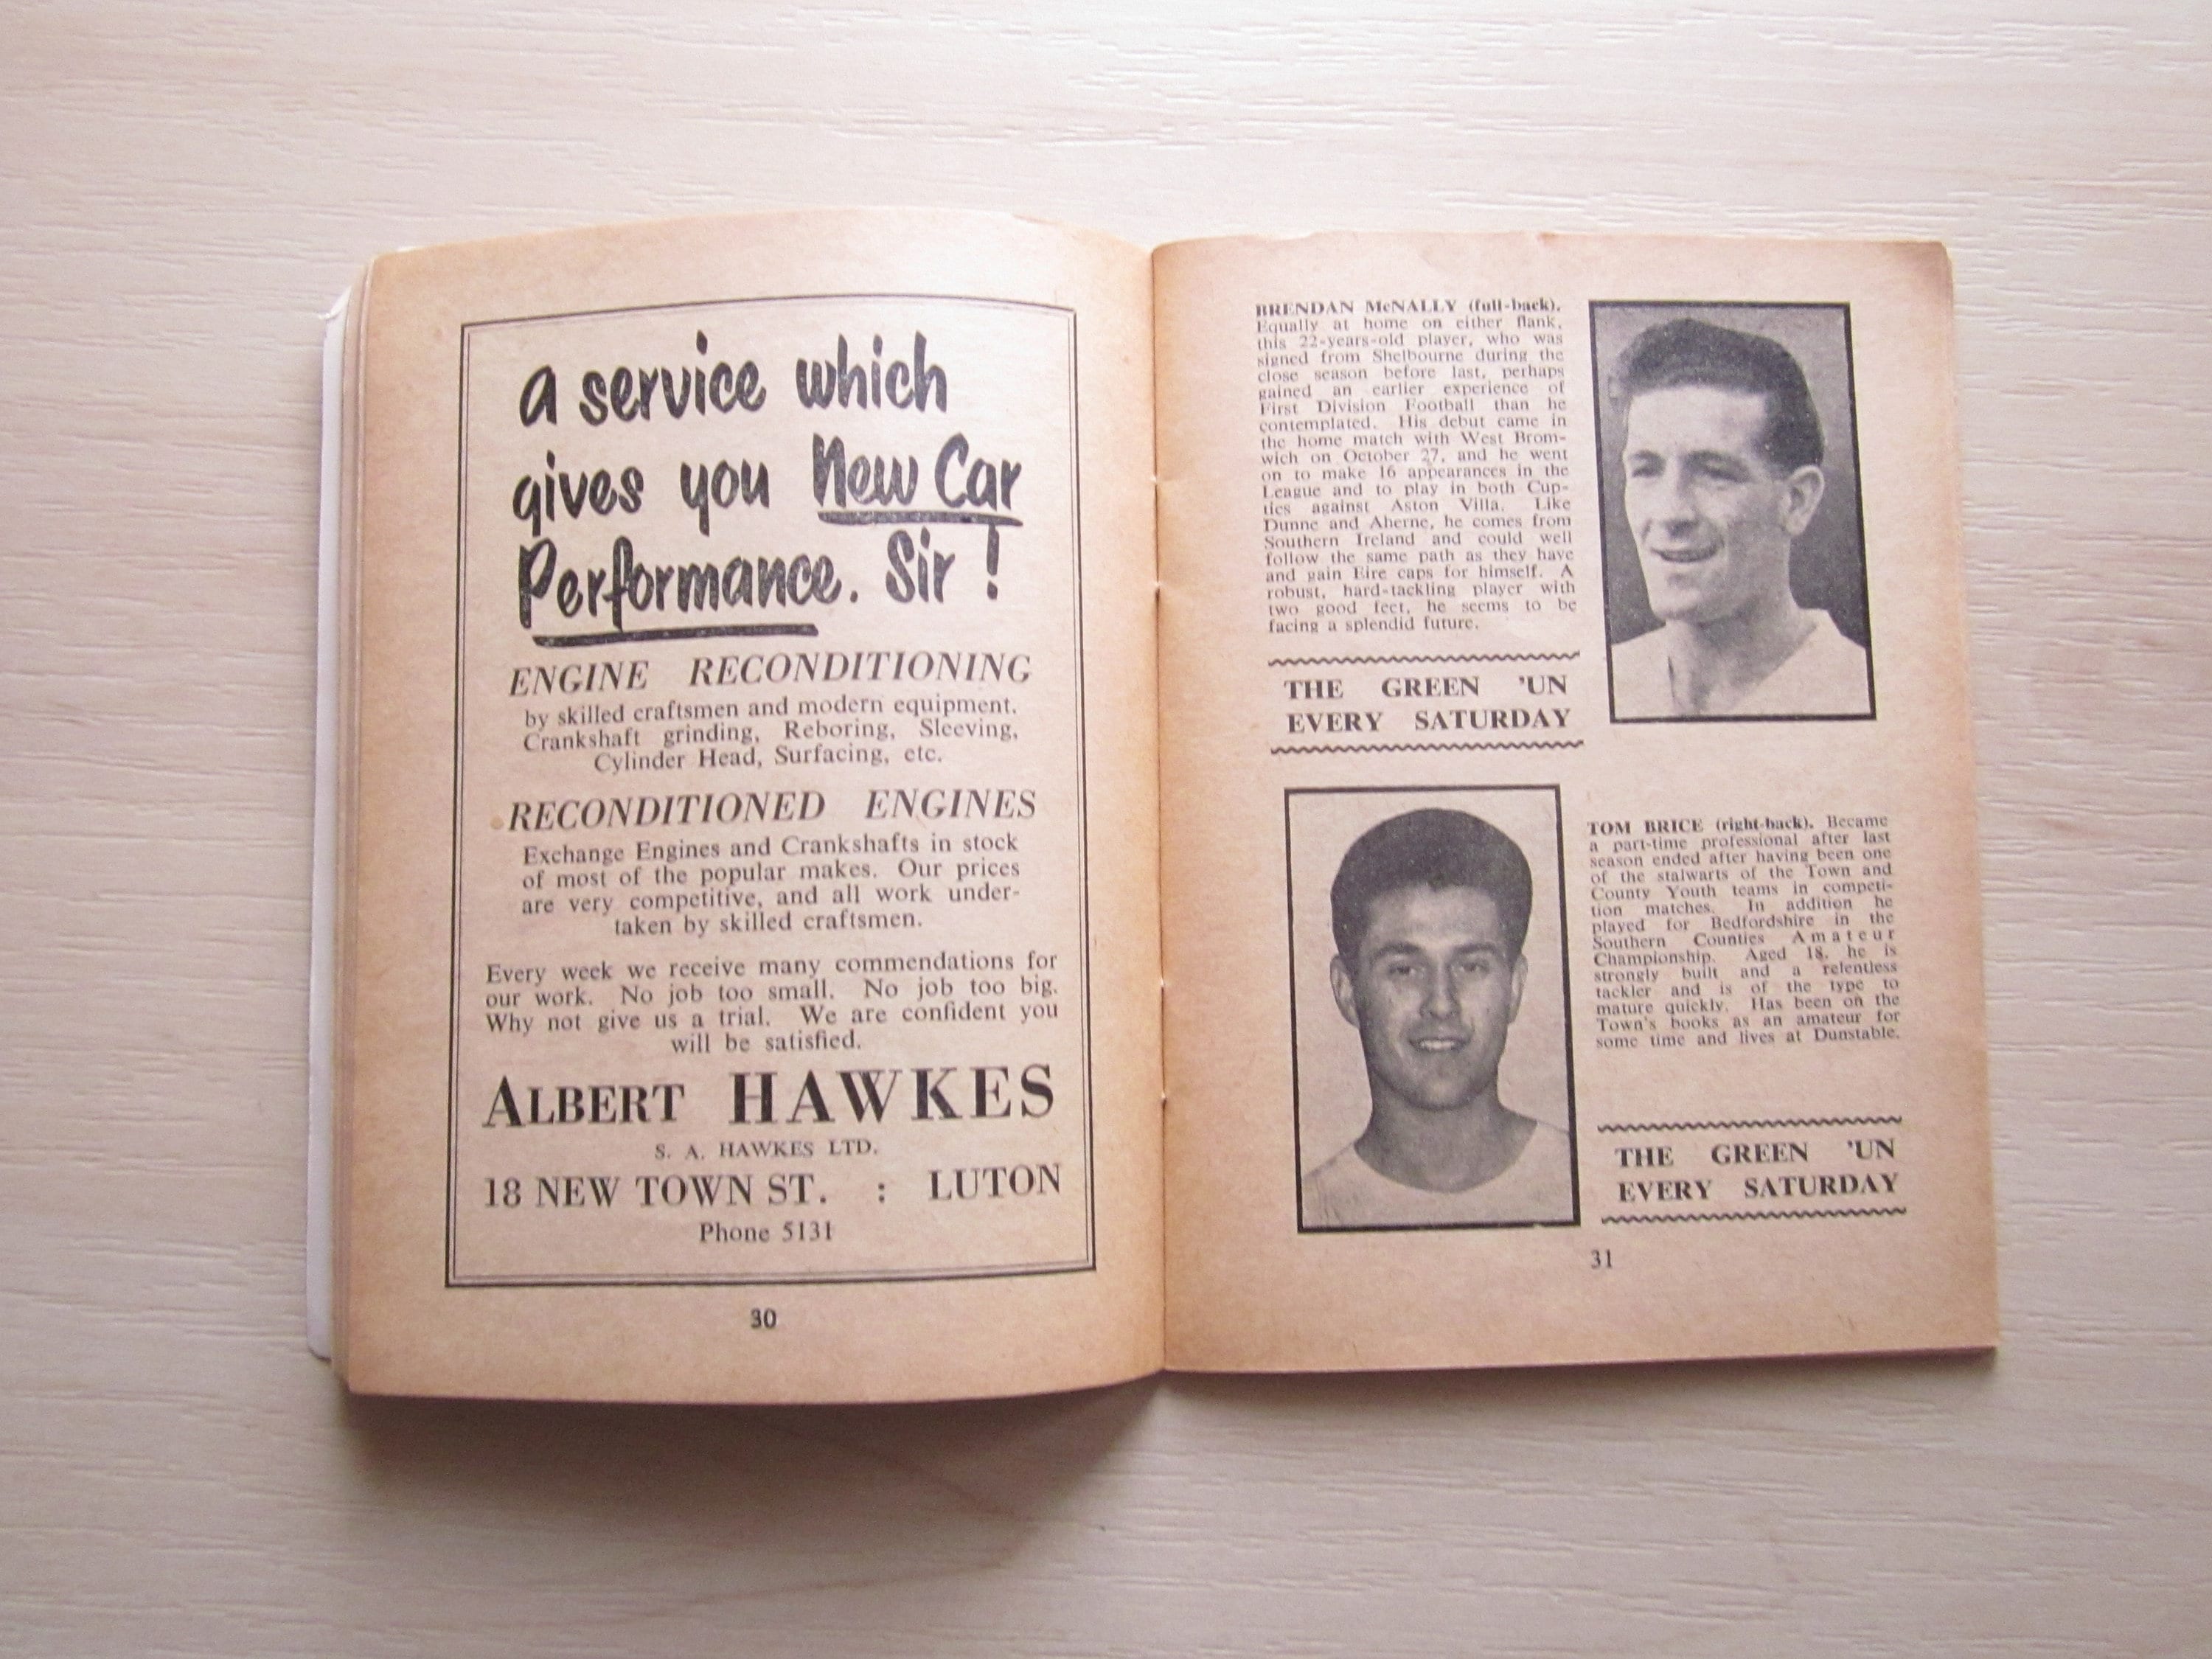 a service which
gives you New Car
Performance. Sir !
ENGINE RECONDITIONING
by skilled craftsmen and modern equipment.
Crankshaft grinding, Reboring, Sleeving,
Cylinder Head, Surfacing, etc.
RECONDITIONED ENGINES
Exchange Engines and Crankshafts in stock
of most of the popular makes. Our prices
are very competitive, and all work under-
taken by skilled craftsmen.
Every week we receive many commendations for
our work. No job too small. No job too big.
Why not give us a trial. We are confident you
will be satisfied.
ALBERT HAWKES
S. A. HAWKES LTD.
18 NEW TOWN ST. : LUTON
Phone 5131
30
BRENDAN McNALLY (full-back).
Equally at home on either flank,
this 22-years-old player, who was
signed from Shelbourne during the
close season before last, perhaps
gained an earlier experience of
First Division Football than he
contemplated. His debut came in
the home match with West Brom-
wich on October 27, and he went
on to make 16 appearances in the
League and to play in both Cup-
ties against Aston Villa. Like
Dunne and Aherne, he comes from
Southern Ireland and could well
follow the same path as they have
and gain Eire caps for himself. A
robust, hard-tackling player with
two good feet, he seems to be
facing a splendid future.
THE GREEN 'UN
EVERY SATURDAY
TOM BRICE (right-back). Became
a part-time professional after last
season ended after having been one
of the stalwarts of the Town and
County Youth teams in competi-
tion matches. In addition he
played for Bedfordshire in the
Southern Counties Amateur
Championship. Aged 18, he is
strongly built and a relentless
tackler and is of the type to
mature quickly. Has been on the
Town's books as an amateur for
some time and lives at Dunstable.
THE GREEN 'UN
EVERY SATURDAY
31